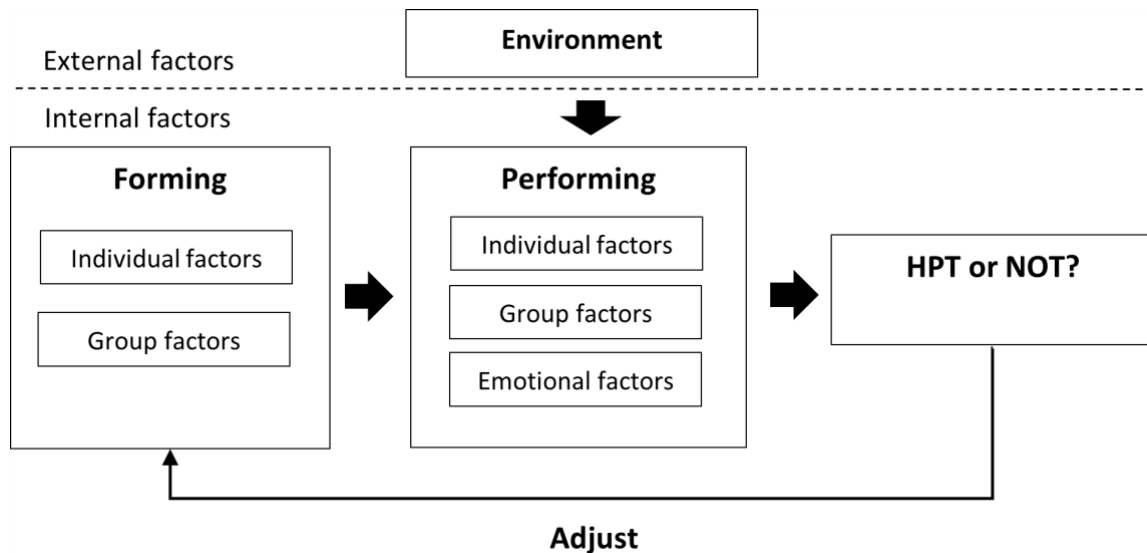 Environment
External factors
Internal factors
Forming
Individual factors
Group factors
Performing
Individual factors
Group factors
Emotional factors
HPT or NOT?
Adjust